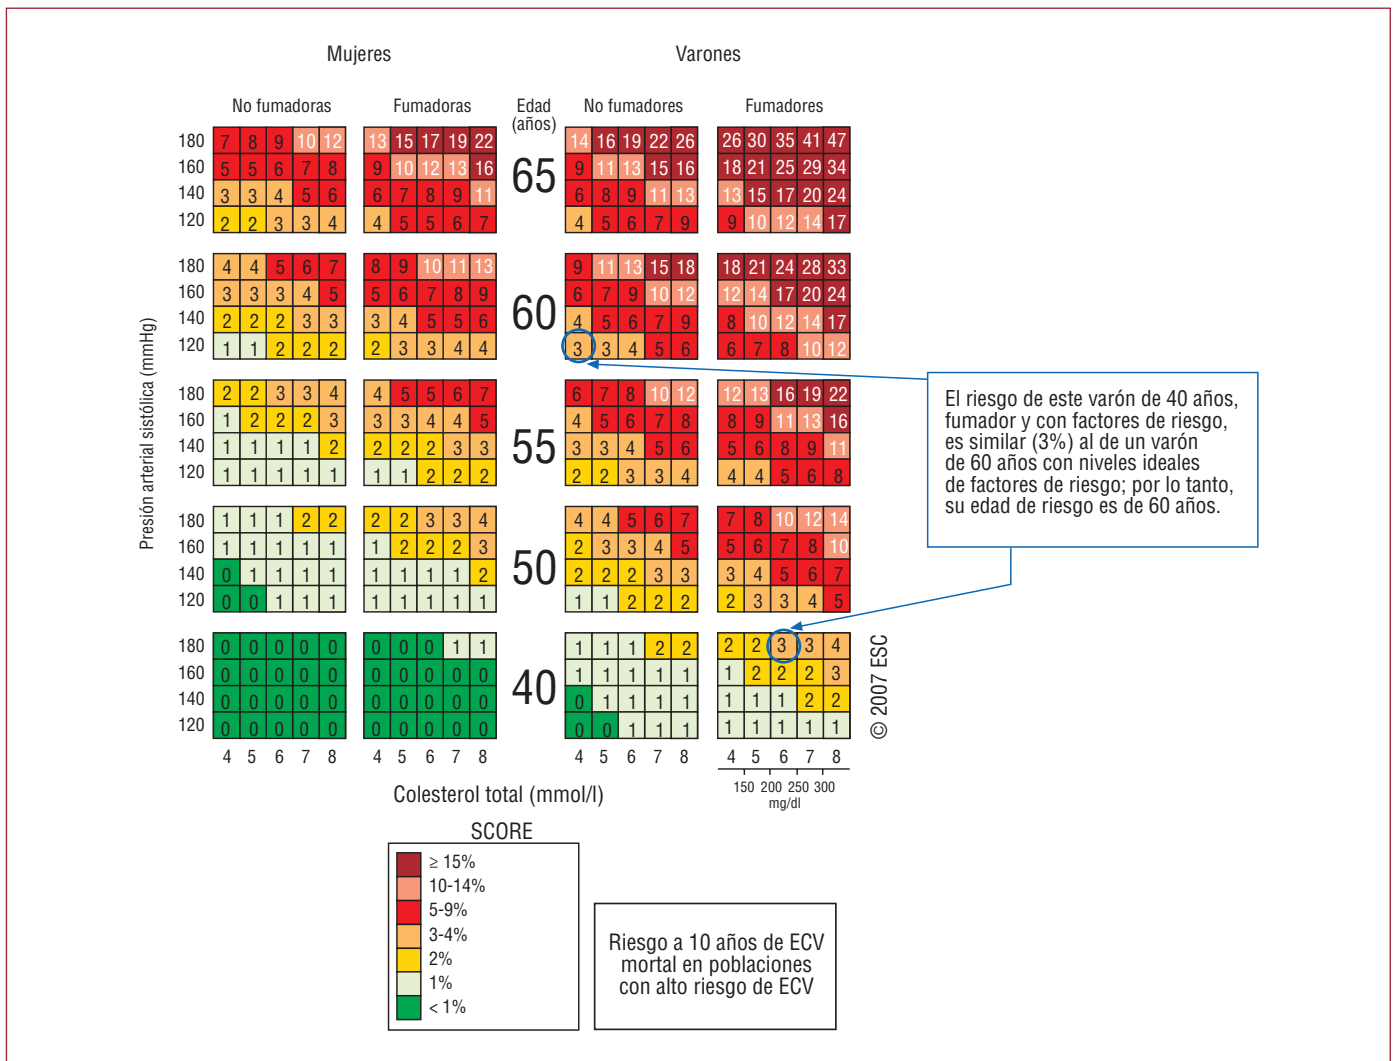 Mujeres Varones
No fumadoras Fumadoras Edad (años) No fumadores Fumadores
Presión arterial sistólica (mmHg)
65
180 7 8 9 10 12 13 15 17 19 22 14 16 19 22 26 26 30 35 41 47
160 5 5 6 7 8 9 10 12 13 16 9 11 13 15 16 18 21 25 29 34
140 3 3 4 5 6 6 7 8 9 11 6 8 9 11 13 13 15 17 20 24
120 2 2 3 3 4 4 5 5 6 7 4 5 6 7 9 9 10 12 14 17
60
180 4 4 5 6 7 8 9 10 11 13 9 11 13 15 18 18 21 24 28 33
160 3 3 3 4 5 5 6 7 8 9 6 7 9 10 12 12 14 17 20 24
140 2 2 2 3 3 3 4 5 5 6 4 5 6 7 9 8 10 12 14 17
120 1 1 2 2 2 2 3 3 4 4 3 3 4 5 6 6 7 8 10 12
55
180 2 2 3 3 4 4 5 5 6 7 6 7 8 10 12 12 13 16 19 22
160 1 2 2 2 3 3 3 4 4 5 4 5 6 7 8 8 9 11 13 16
140 1 1 1 1 2 2 2 2 3 3 3 3 4 5 6 5 6 8 9 11
120 1 1 1 1 1 1 1 2 2 2 2 2 3 3 4 4 4 5 6 8
50
180 1 1 1 2 2 2 2 3 3 4 4 4 5 6 7 7 8 10 12 14
160 1 1 1 1 1 1 2 2 2 3 2 3 3 4 5 5 6 7 8 10
140 0 1 1 1 1 1 1 1 1 2 2 2 2 3 3 3 4 5 6 7
120 0 0 1 1 1 1 1 1 1 1 1 1 2 2 2 2 3 3 4 5
40
180 0 0 0 0 0 0 0 0 1 1 1 1 1 2 2 2 2 3 3 4
160 0 0 0 0 0 0 0 0 0 0 1 1 1 1 1 1 2 2 2 3
140 0 0 0 0 0 0 0 0 0 0 0 1 1 1 1 1 1 1 2 2
120 0 0 0 0 0 0 0 0 0 0 0 0 1 1 1 1 1 1 1 1
4 5 6 7 8 4 5 6 7 8 4 5 6 7 8 4 5 6 7 8
150 200 250 300
mg/dl
Colesterol total (mmol/l)
© 2007 ESC
El riesgo de este varón de 40 años,
fumador y con factores de riesgo,
es similar (3%) al de un varón
de 60 años con niveles ideales
de factores de riesgo; por lo tanto,
su edad de riesgo es de 60 años.
SCORE
≥ 15%
10-14%
5-9%
3-4%
2%
1%
< 1%
Riesgo a 10 años de ECV
mortal en poblaciones
con alto riesgo de ECV